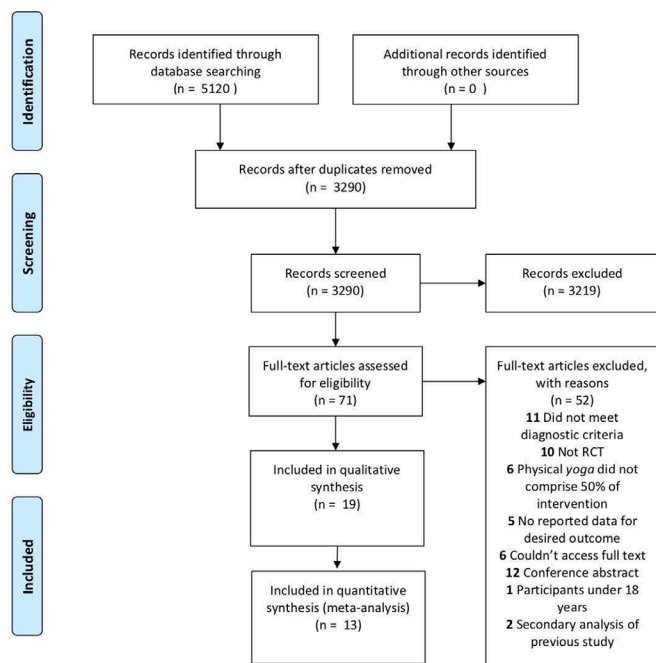 Identification
Records identified through
database searching
(n = 5120 )
Additional records identified
through other sources
(n = 0 )
Records after duplicates removed
(n = 3290)
Screening
Records screened
(n = 3290)
Records excluded
(n = 3219)
Eligibility
Full-text articles assessed
for eligibility
(n = 71)
Full-text articles excluded,
with reasons
(n = 52)
11 Did not meet
diagnostic criteria
10 Not RCT
6 Physical yoga did not
comprise 50% of
intervention
5 No reported data for
desired outcome
6 Couldn’t access full text
12 Conference abstract
1 Participants under 18
years
2 Secondary analysis of
previous study
Included in qualitative
synthesis
(n = 19)
Included
Included in quantitative
synthesis (meta-analysis)
(n = 13)